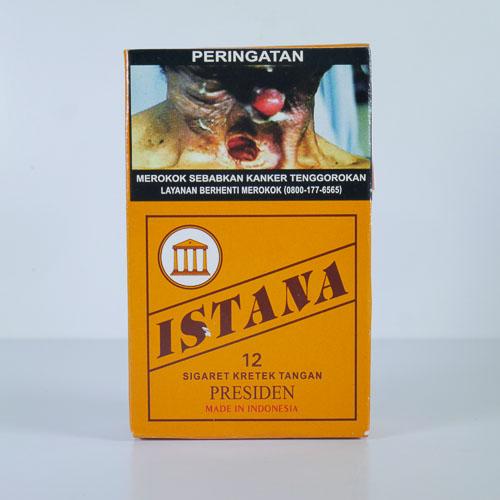 PERINGATAN
MEROKOK SEBABKAN KANKER TENGGOROKAN
LAYANAN BERHENTI MEROKOK (0800-177-6565)
ISTANA
12
SIGARET KRETEK TANGAN
PRESIDEN
MADE IN INDONESIA